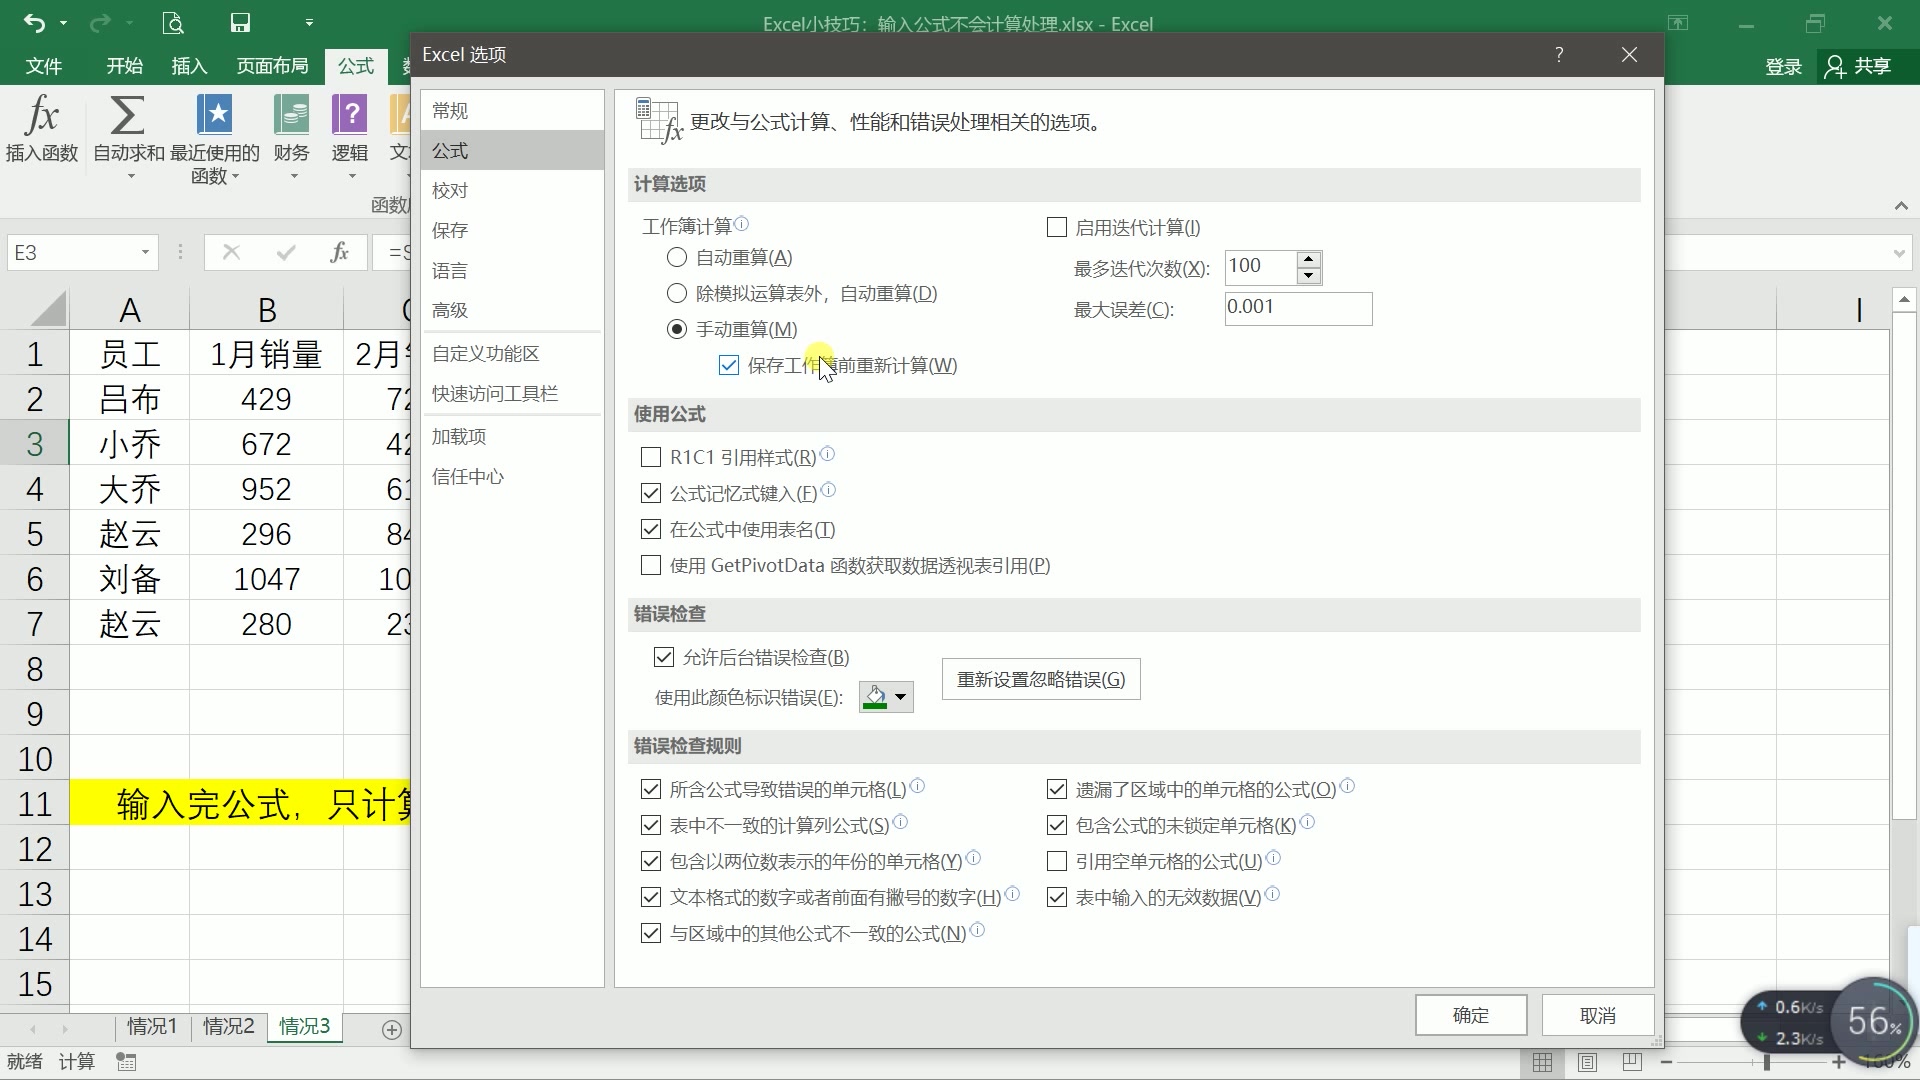 Excel小技巧：输入公式不会计算处理.xlsx - Excel
Excel 选项
?
文件
开始
插入
页面布局
公式
登录
共享
fx
插入函数
自动求和
最近使用的
函数
财务
逻辑
函数
E3
fx
A
B
I
1
员工
1月销量
2月
2
吕布
429
3
小乔
672
4
大乔
952
5
赵云
296
6
刘备
1047
10
7
赵云
280
8
9
10
11
输入完公式，只计算
12
13
14
15
常规
公式
校对
保存
语言
高级
自定义功能区
快速访问工具栏
加载项
信任中心
更改与公式计算、性能和错误处理相关的选项。
计算选项
工作簿计算
自动重算(A)
除模拟运算表外，自动重算(D)
手动重算(M)
保存工作簿前重新计算(W)
启用迭代计算(I)
最多迭代次数(X):
100
最大误差(C):
0.001
使用公式
R1C1 引用样式(R)
公式记忆式键入(F)
在公式中使用表名(T)
使用 GetPivotData 函数获取数据透视表引用(P)
错误检查
允许后台错误检查(B)
使用此颜色标识错误(E):
重新设置忽略错误(G)
错误检查规则
所含公式导致错误的单元格(L)
表中不一致的计算列公式(S)
包含以两位数表示的年份的单元格(Y)
文本格式的数字或者前面有撇号的数字(H)
与区域中的其他公式不一致的公式(N)
遗漏了区域中的单元格的公式(O)
包含公式的未锁定单元格(K)
引用空单元格的公式(U)
表中输入的无效数据(V)
确定
取消
情况1
情况2
情况3
就绪
计算
0.6K/s
2.3K/s
56%